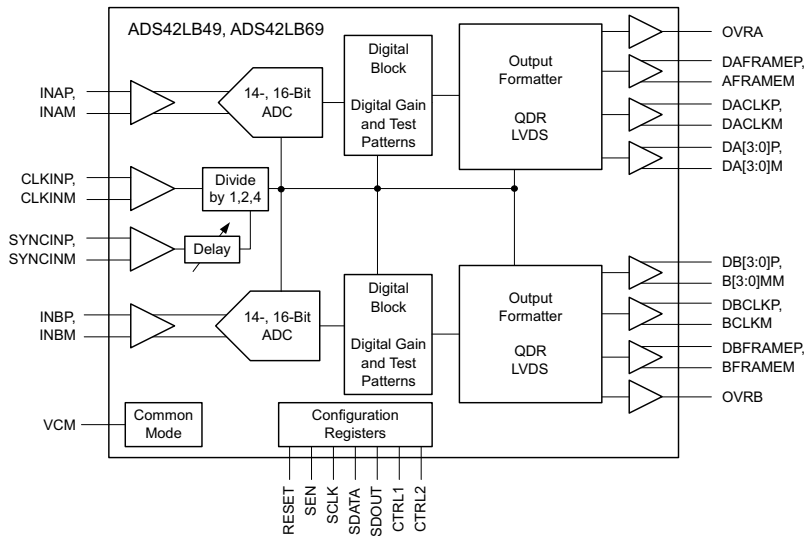 ADS42LB49, ADS42LB69
INAP,
INAM
14-, 16-Bit
ADC
Digital
Block
Digital Gain
and Test
Patterns
Output
Formatter
QDR
LVDS
OVRA
DAFRAMEP,
AFRAMEM
DACLKP,
DACLKM
DA[3:0]P,
DA[3:0]M
CLKINP,
CLKINM
Divide
by 1,2,4
SYNCINP,
SYNCINM
Delay
INBP,
INBM
14-, 16-Bit
ADC
Digital
Block
Digital Gain
and Test
Patterns
Output
Formatter
QDR
LVDS
DB[3:0]P,
B[3:0]MM
DBCLKP,
BCLKM
DBFRAMEP,
BFRAMEM
OVRB
VCM
Common
Mode
Configuration
Registers
RESET
SEN
SCLK
SDATA
SDOUT
CTRL1
CTRL2